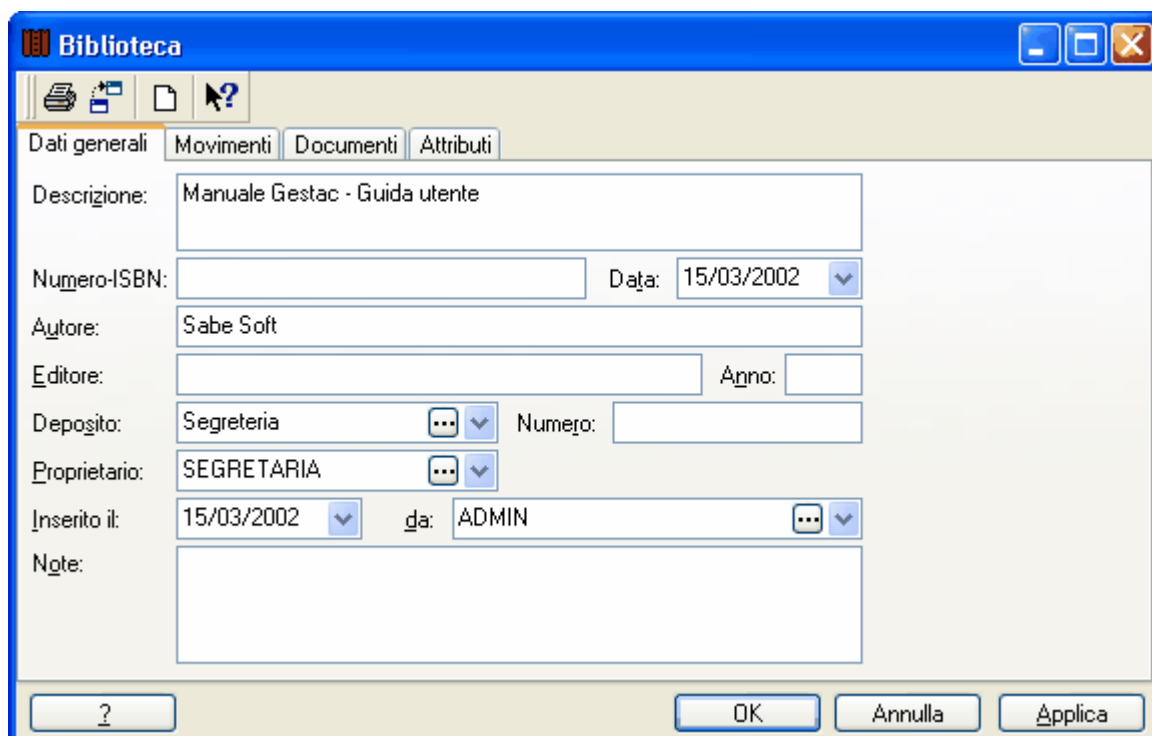 Biblioteca
Dati generali Movimenti Documenti Attributi
Descrizione: Manuale Gestac - Guida utente
Numero-ISBN: Data: 15/03/2002
Autore: Sabe Soft
Editore: Anno:
Deposito: Segreteria ... Numero:
Proprietario: SEGRETARIA ...
Inserito il: 15/03/2002 da: ADMIN ...
Note:
? OK Annulla Applica